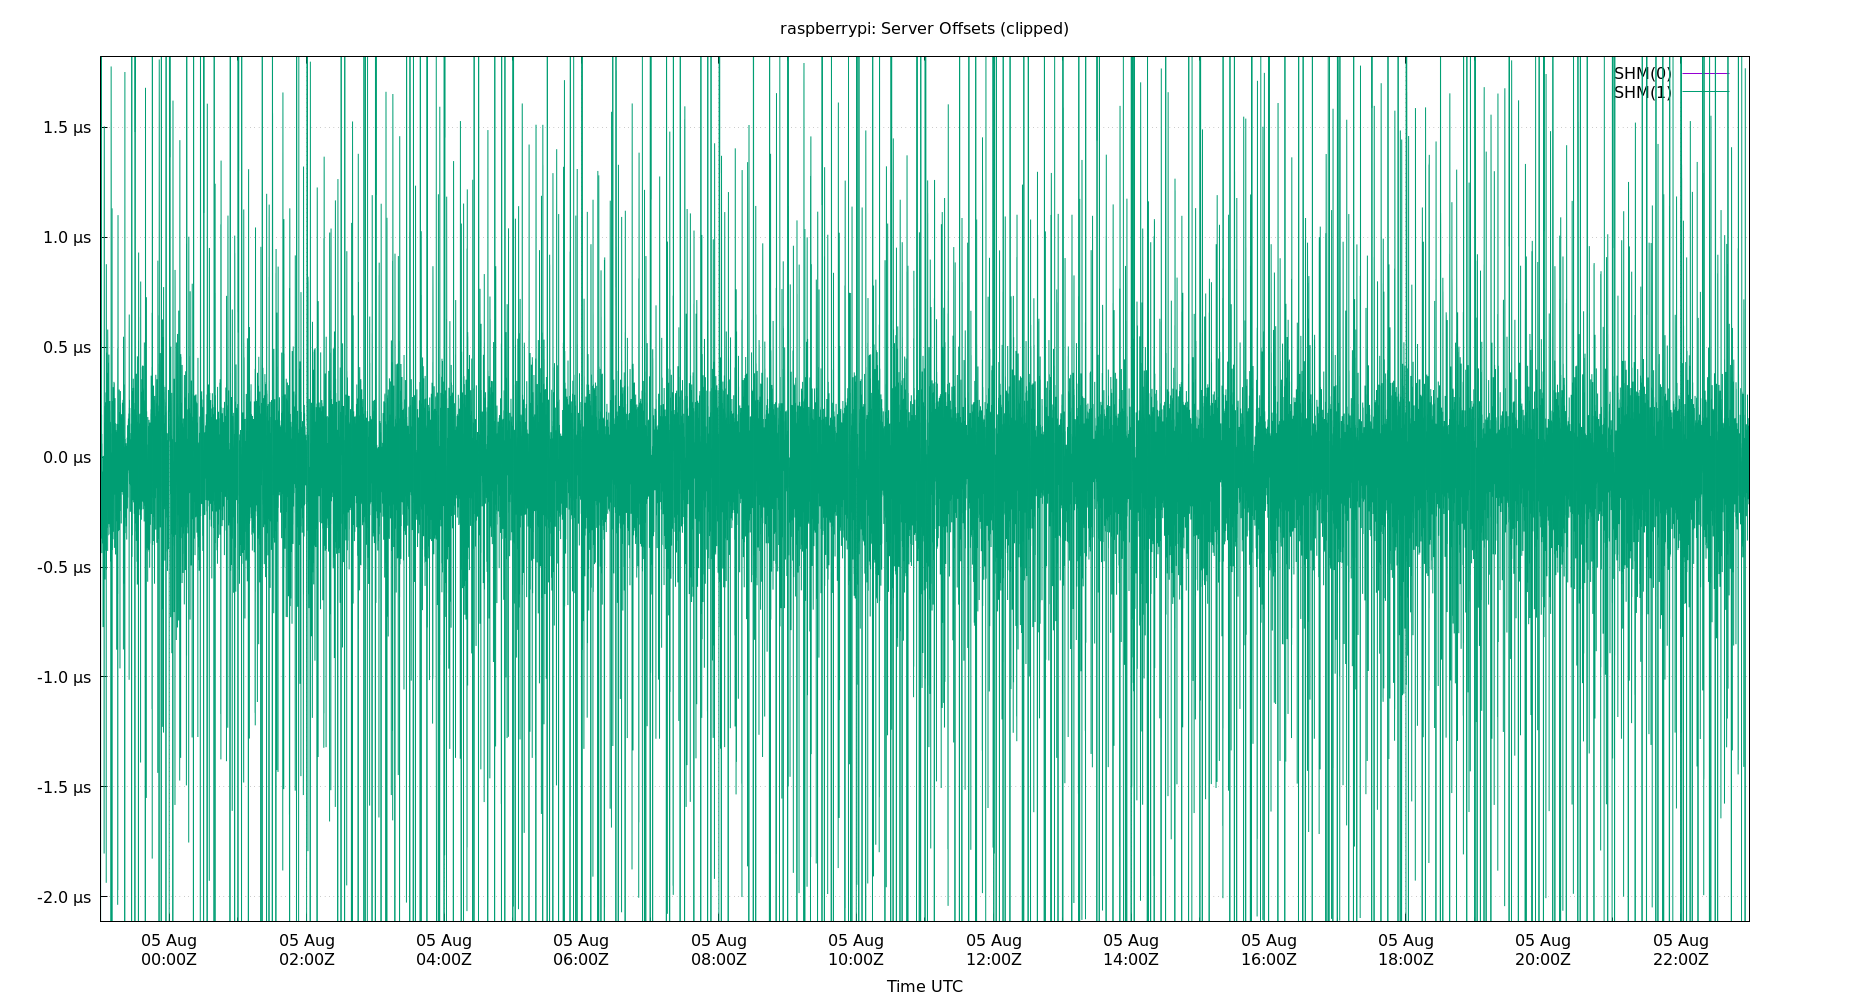 raspberrypi: Server Offsets (clipped)
SHM(0)
SHM(1)
1.5 µs
1.0 µs
0.5 µs
0.0 µs
-0.5 µs
-1.0 µs
-1.5 µs
-2.0 µs
05 Aug 05 Aug 05 Aug 05 Aug 05 Aug 05 Aug 05 Aug 05 Aug 05 Aug 05 Aug 05 Aug 05 Aug
00:00Z 02:00Z 04:00Z 06:00Z 08:00Z 10:00Z 12:00Z 14:00Z 16:00Z 18:00Z 20:00Z 22:00Z
Time UTC